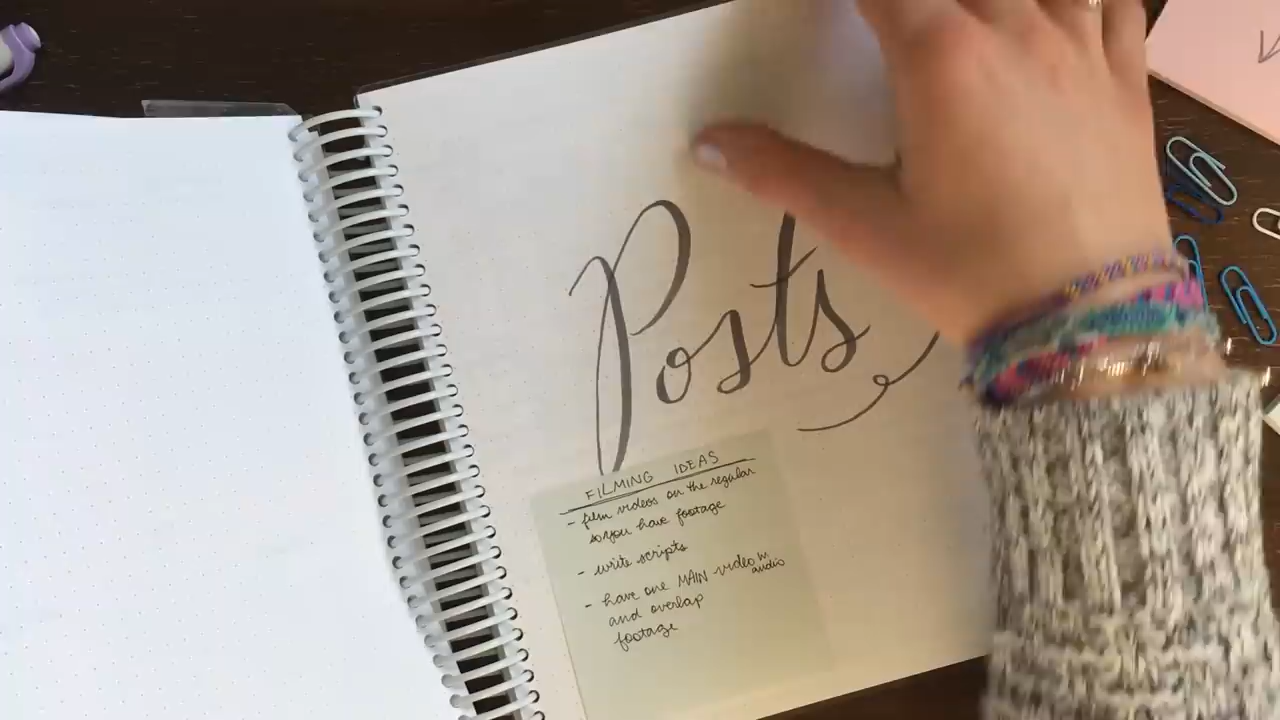 Posts
FILMING IDEAS
- film videos on the regular
so you have footage
- write scripts
- have one MAIN video w/ audio
and overlap
footage